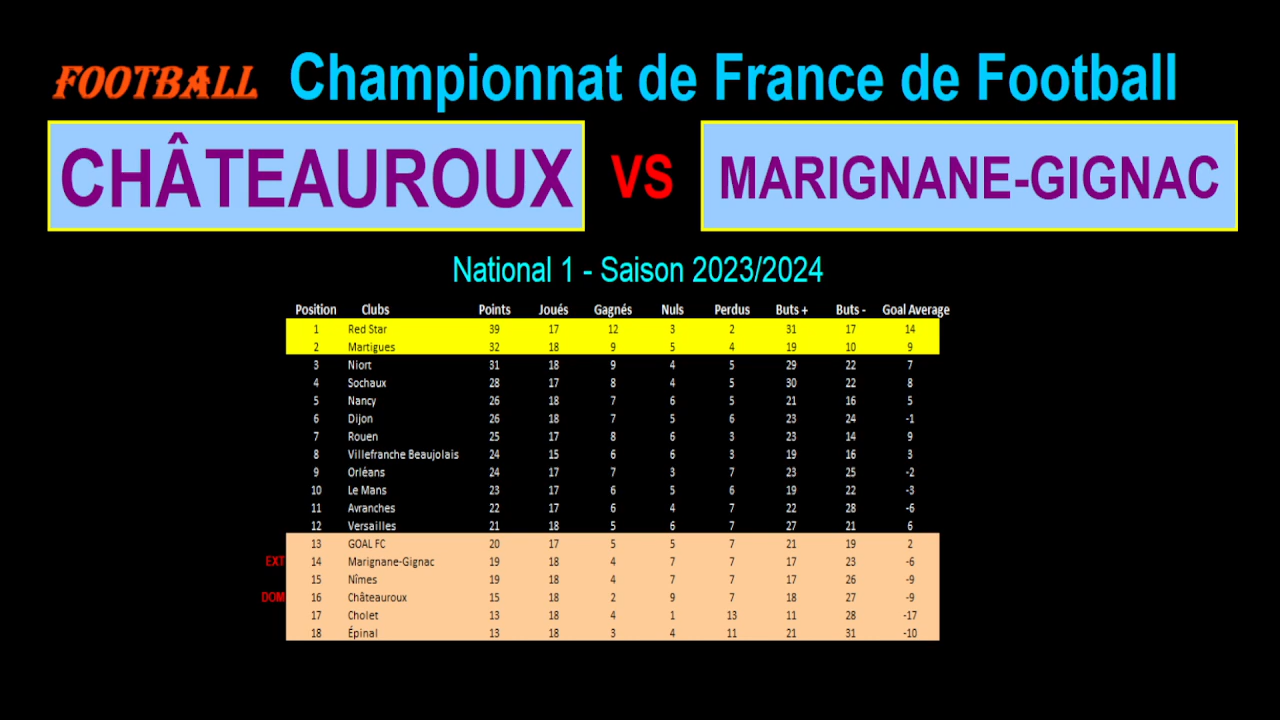 FOOTBALL Championnat de France de Football
CHÂTEAUROUX VS MARIGNANE-GIGNAC
National 1 - Saison 2023/2024
Position Clubs Points Joués Gagnés Nuls Perdus Buts + Buts - Goal Average
1 Red Star 39 17 12 3 2 31 17 14
2 Martigues 32 18 9 5 4 19 10 9
3 Niort 31 18 9 4 5 29 22 7
4 Sochaux 28 17 8 4 5 30 22 8
5 Nancy 26 18 7 6 5 21 16 5
6 Dijon 26 18 7 5 6 23 24 -1
7 Rouen 25 17 8 6 3 23 14 9
8 Villefranche Beaujolais 24 15 6 6 3 19 16 3
9 Orléans 24 17 7 3 7 23 25 -2
10 Le Mans 23 17 6 5 6 19 22 -3
11 Avranches 22 17 6 4 7 22 28 -6
12 Versailles 21 18 5 6 7 27 21 6
13 GOAL FC 20 17 5 5 7 21 19 2
EXT 14 Marignane-Gignac 19 18 4 7 7 17 23 -6
15 Nîmes 19 18 4 7 7 17 26 -9
DOM 16 Châteauroux 15 18 2 9 7 18 27 -9
17 Cholet 13 18 4 1 13 11 28 -17
18 Épinal 13 18 3 4 11 21 31 -10